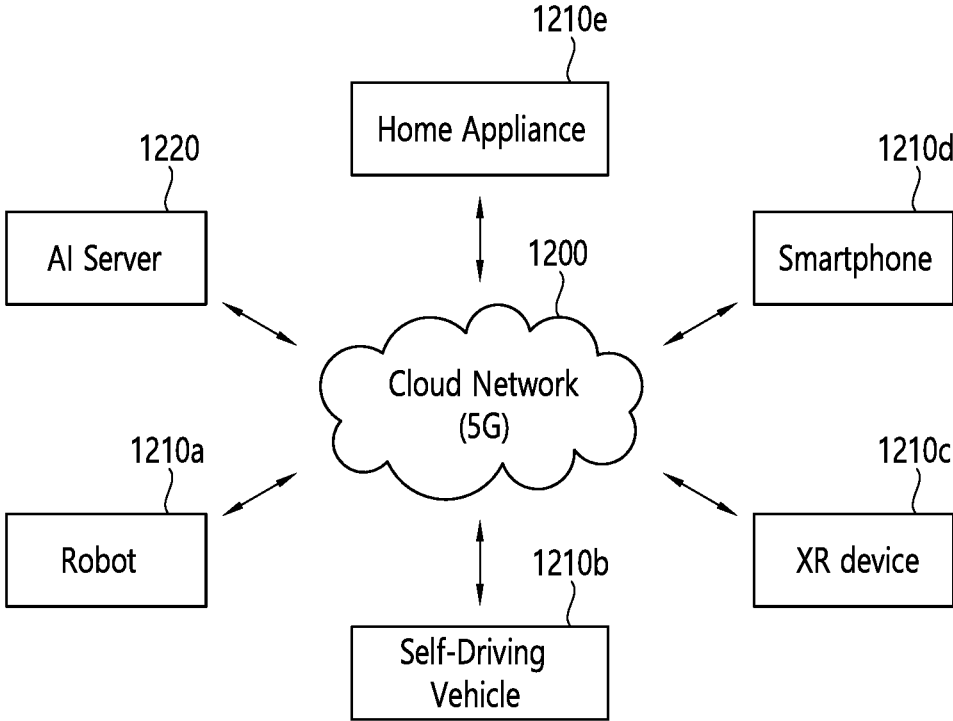 1210e
Home Appliance
1220
AI Server
1210d
Smartphone
1200
Cloud Network
(5G)
1210a
Robot
1210c
XR device
1210b
Self-Driving
Vehicle